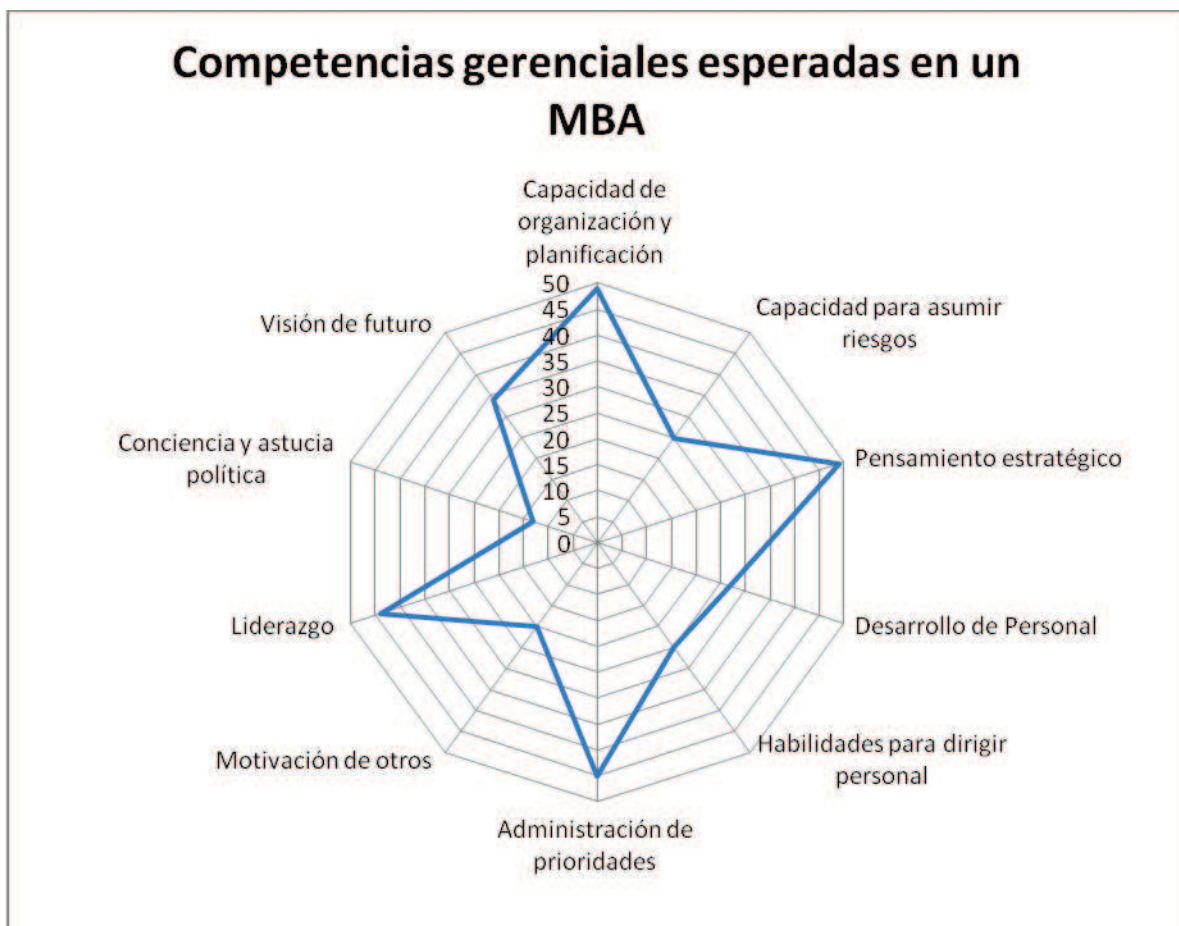 Competencias gerenciales esperadas en un
MBA
Capacidad de
organización y
planificación
Capacidad para asumir
riesgos
Pensamiento estratégico
Desarrollo de Personal
Habilidades para dirigir
personal
Administración de
prioridades
Motivación de otros
Liderazgo
Conciencia y astucia
política
Visión de futuro
50
45
40
35
30
25
20
15
10
5
0